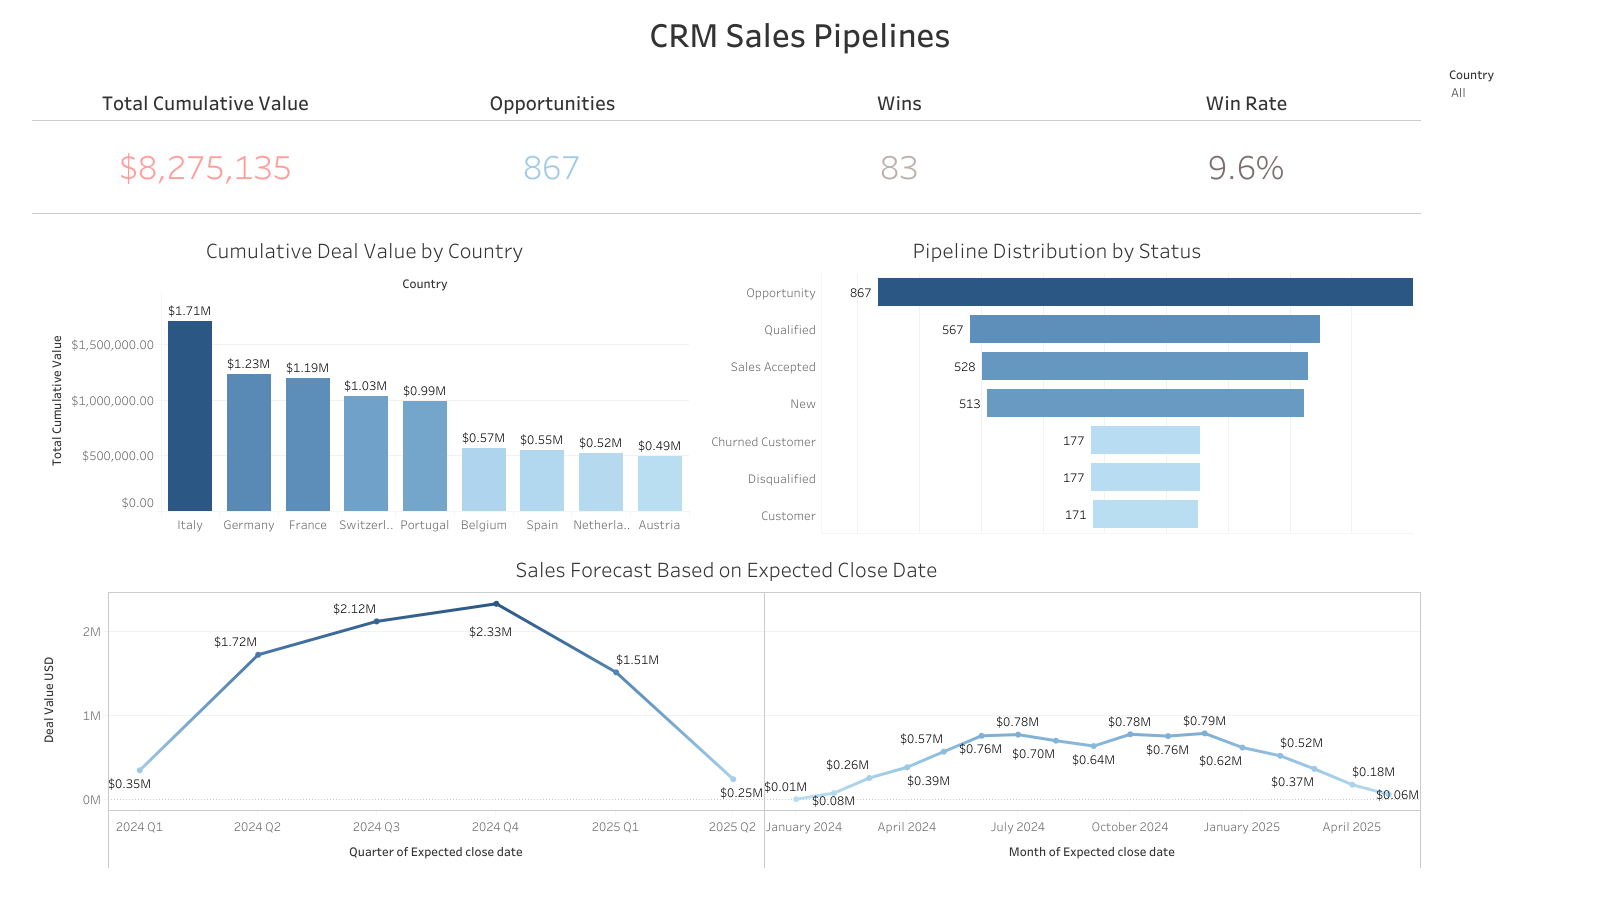 CRM Sales Pipelines
Country
All
Total Cumulative Value
Opportunities
Wins
Win Rate
$8,275,135
867
83
9.6%
Cumulative Deal Value by Country
Country
Total Cumulative Value
$1,500,000.00
$1,000,000.00
$500,000.00
$0.00
$1.71M
$1.23M
$1.19M
$1.03M
$0.99M
$0.57M
$0.55M
$0.52M
$0.49M
Italy
Germany
France
Switzerl..
Portugal
Belgium
Spain
Netherla..
Austria
Pipeline Distribution by Status
Opportunity
867
Qualified
567
Sales Accepted
528
New
513
Churned Customer
177
Disqualified
177
Customer
171
Sales Forecast Based on Expected Close Date
Deal Value USD
2M
1M
0M
$0.35M
$1.72M
$2.12M
$2.33M
$1.51M
$0.25M
2024 Q1
2024 Q2
2024 Q3
2024 Q4
2025 Q1
2025 Q2
Quarter of Expected close date
$0.01M
$0.08M
$0.26M
$0.39M
$0.57M
$0.76M
$0.78M
$0.70M
$0.64M
$0.78M
$0.76M
$0.79M
$0.62M
$0.52M
$0.37M
$0.18M
$0.06M
January 2024
April 2024
July 2024
October 2024
January 2025
April 2025
Month of Expected close date